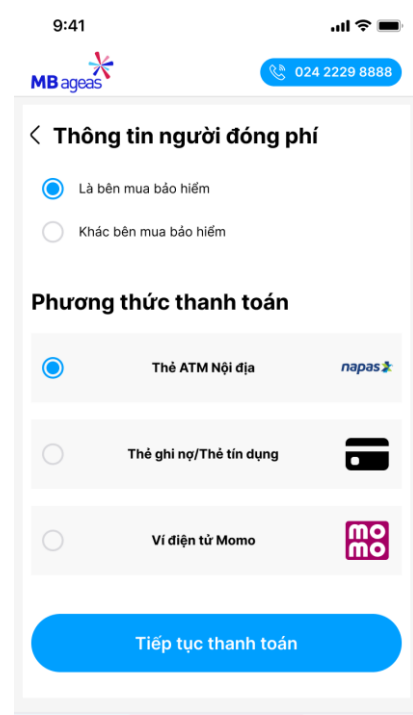 9:41
MB ageas
024 2229 8888
Thông tin người đóng phí
Là bên mua bảo hiểm
Khác bên mua bảo hiểm
Phương thức thanh toán
Thẻ ATM Nội địa
napas
Thẻ ghi nợ/Thẻ tín dụng
Ví điện tử Momo
mo
mo
Tiếp tục thanh toán